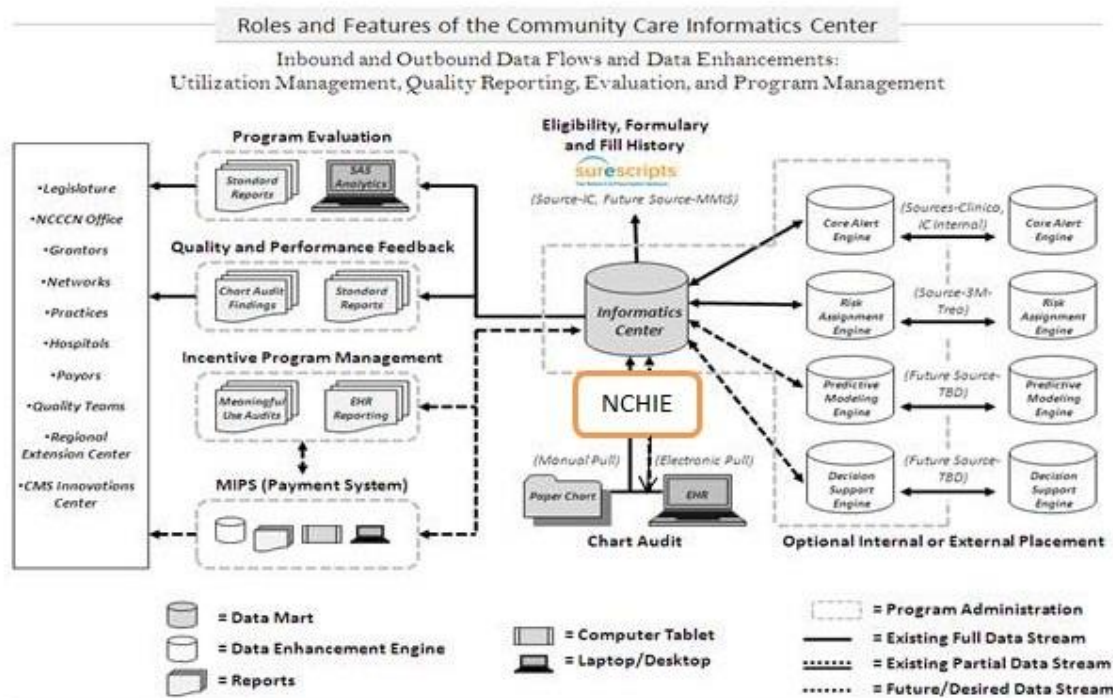 Roles and Features of the Community Care Informatics Center
Inbound and Outbound Data Flows and Data Enhancements:
Utilization Management, Quality Reporting, Evaluation, and Program Management
•Legislature
•NCCCN Office
•Grantors
•Networks
•Practices
•Hospitals
•Payors
•Quality Teams
•Regional
Extension Center
•CMS Innovations
Center
Program Evaluation
Standard
Reports
SAS
Analytics
Quality and Performance Feedback
Chart Audit
Findings
Standard
Reports
Incentive Program Management
Meaningful
Use Audits
EHR
Reporting
MIPS (Payment System)
Eligibility, Formulary
and Fill History
surescripts
(Source-IC, Future Source-MMIS)
Informatics
Center
NCHIE
(Manual Pull)
(Electronic Pull)
Paper Chart
EHR
Chart Audit
Care Alert
Engine
(Sources-Clinica,
IC Internal)
Care Alert
Engine
Risk
Assignment
Engine
(Source-3M-
Treo)
Risk
Assignment
Engine
Predictive
Modeling
Engine
(Future Source-
TBD)
Predictive
Modeling
Engine
Decision
Support
Engine
(Future Source-
TBD)
Decision
Support
Engine
Optional Internal or External Placement
= Data Mart
= Data Enhancement Engine
= Reports
= Computer Tablet
= Laptop/Desktop
= Program Administration
= Existing Full Data Stream
= Existing Partial Data Stream
= Future/Desired Data Stream